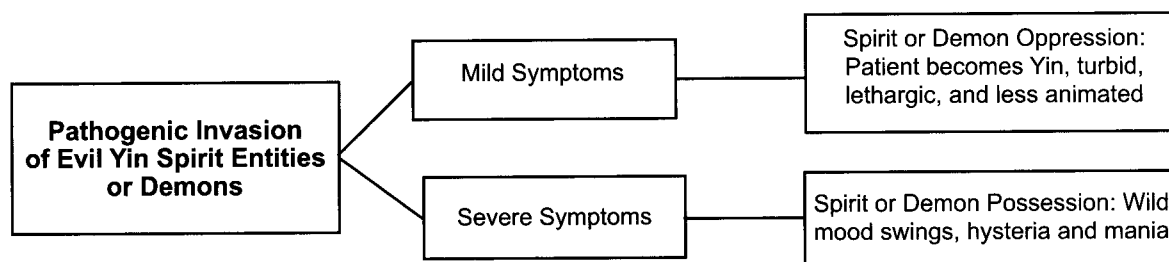 Pathogenic Invasion
of Evil Yin Spirit Entities
or Demons
Mild Symptoms
Spirit or Demon Oppression:
Patient becomes Yin, turbid,
lethargic, and less animated
Severe Symptoms
Spirit or Demon Possession: Wild
mood swings, hysteria and mania